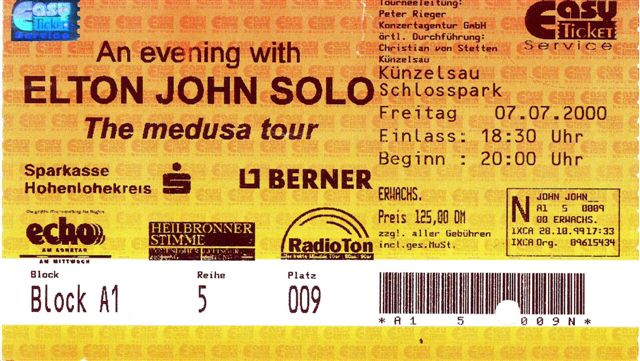 Easy
Ticket
Service
An evening with
ELTON JOHN SOLO
The medusa tour
Sparkasse
Hohenlohekreis
BERNER
echo
AM SONNTAG
AM MITTWOCH
HEILBRONNER
STIMME
RadioTon
Tourneeleitung:
Peter Rieger
Konzertagentur GmbH
örtl. Durchführung:
Christian von Stetten
Künzelsau
Easy
Ticket
Service
Künzelsau
Schlosspark
Freitag 07.07.2000
Einlass: 18:30 Uhr
Beginn : 20:00 Uhr
ERWACHS.
Preis 125,00 DM
zzgl. aller Gebühren
incl.ges.MuSt.
N
JOHN JOHN__
A1 5 0009
00 ERWACHS.
IXCA 28.10.99 17:33
IXCA Org. 09615434
Block Reihe Platz
Block A1 5 009
*A1 5 009N*